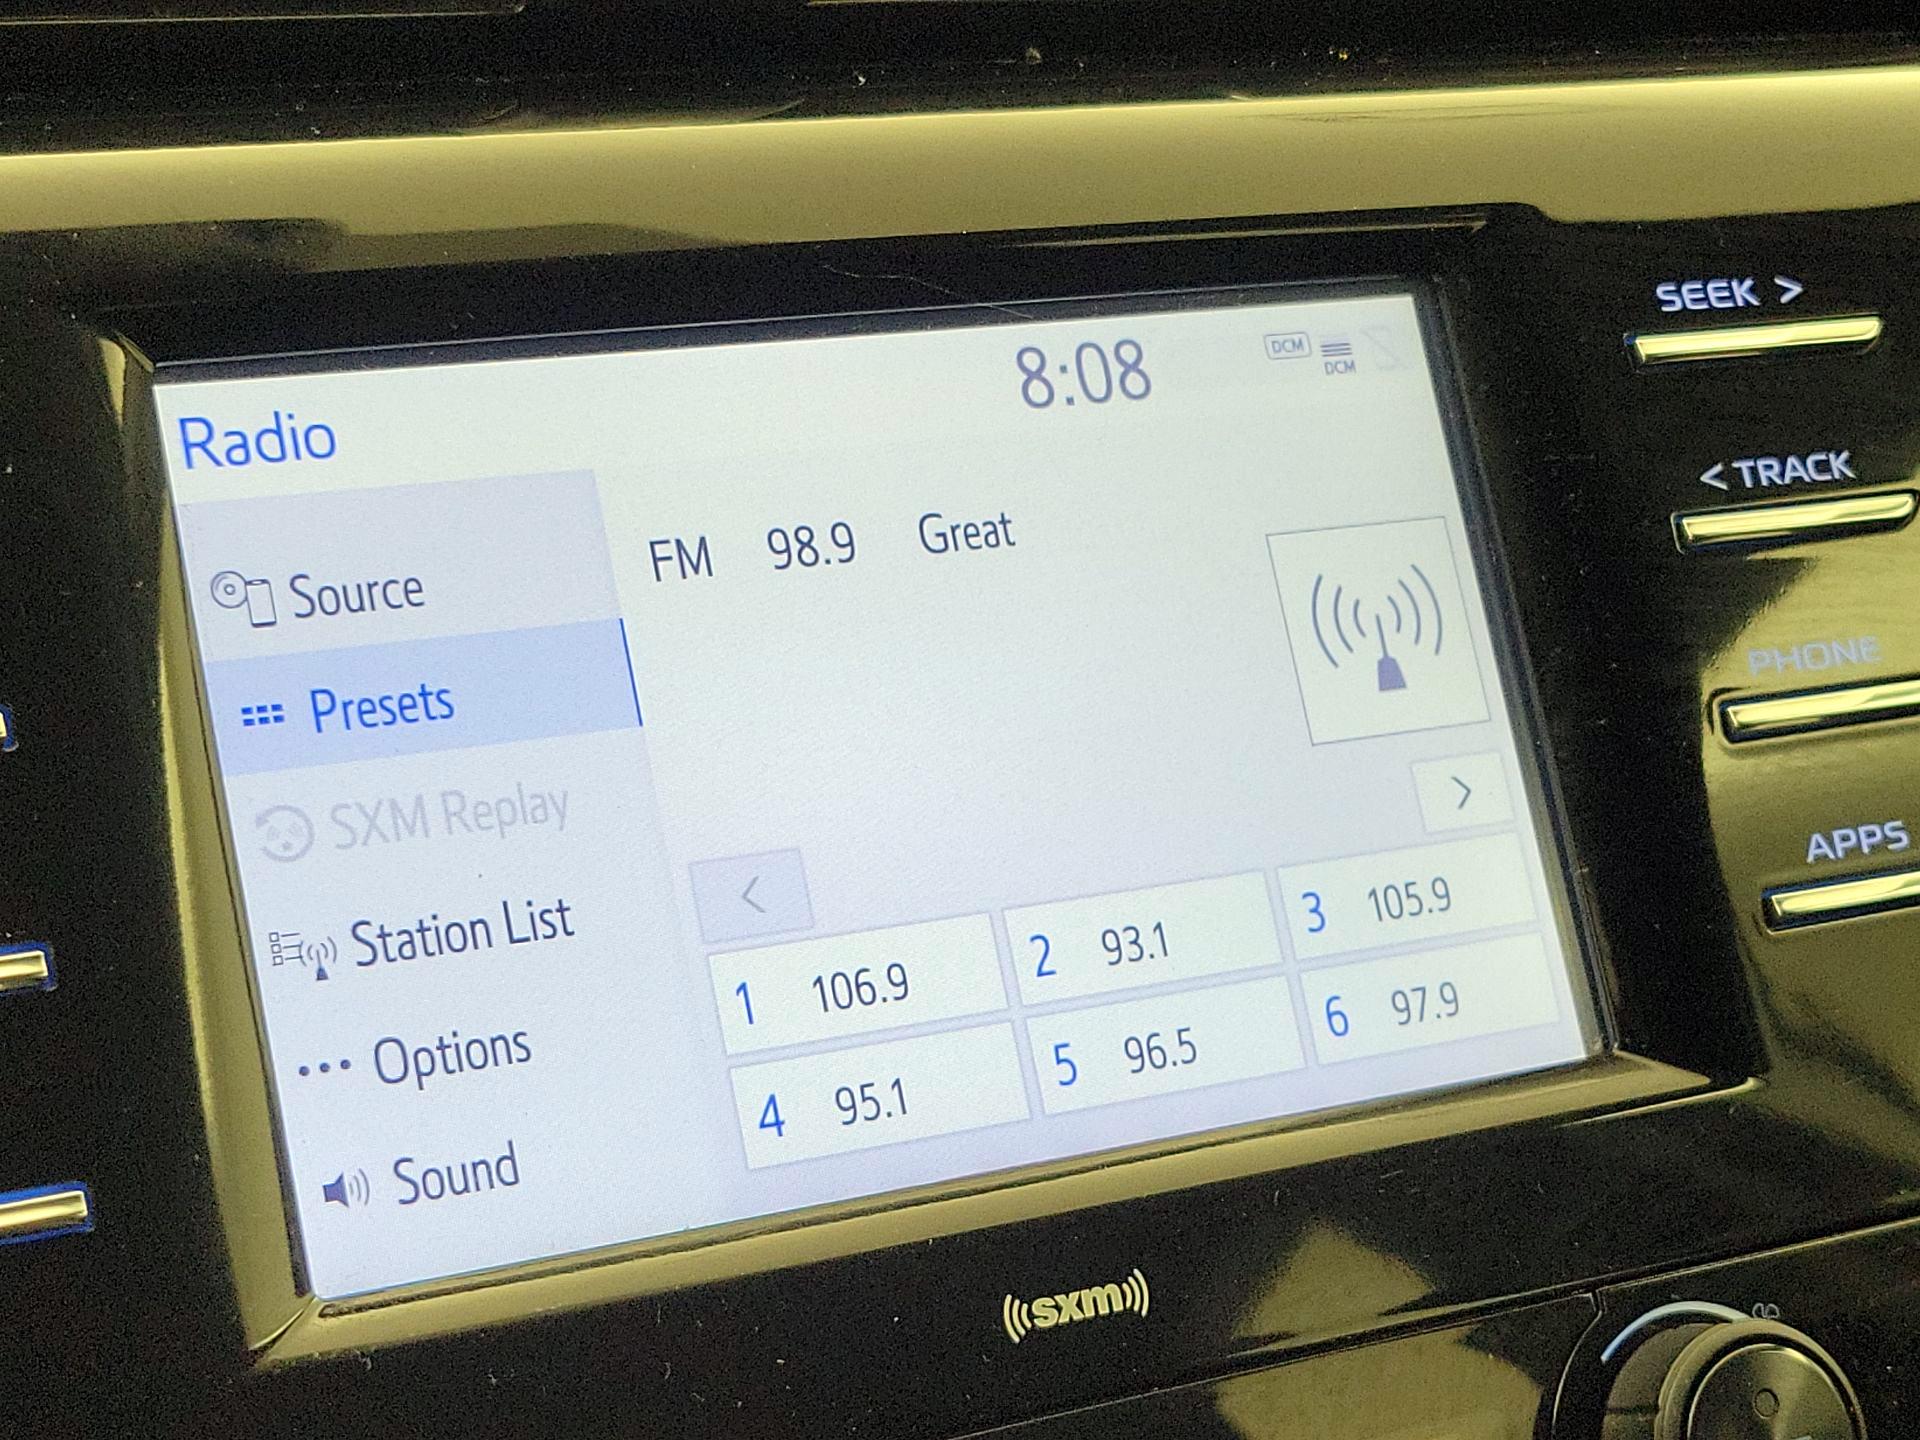 SEEK >
8:08
DCM
DCM
Radio
< TRACK
FM 98.9 Great
Source
PHONE
Presets
>
SXM Replay
<
APPS
Station List
1 106.9
2 93.1
3 105.9
Options
4 95.1
5 96.5
6 97.9
Sound
sxm